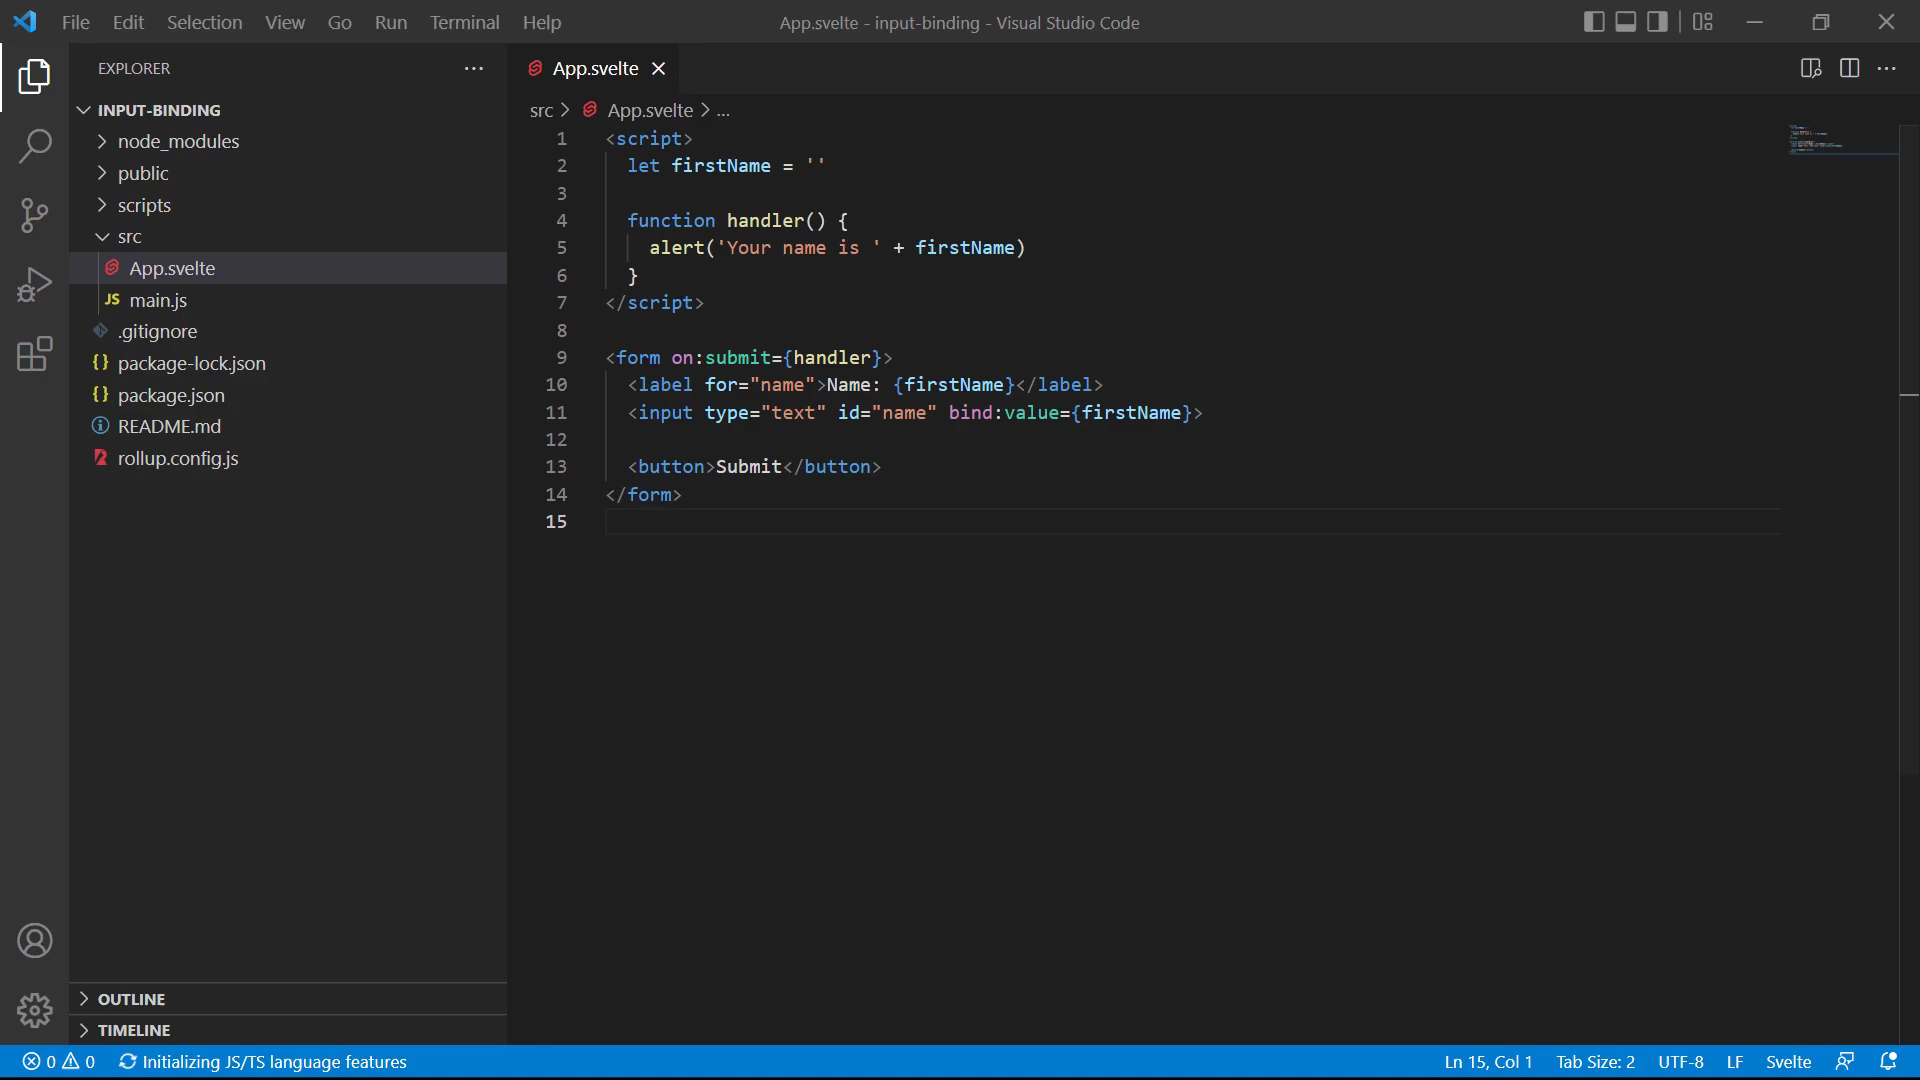 File Edit Selection View Go Run Terminal Help
App.svelte - input-binding - Visual Studio Code
EXPLORER
INPUT-BINDING
node_modules
public
scripts
src
App.svelte
JS main.js
.gitignore
{} package-lock.json
{} package.json
README.md
rollup.config.js
OUTLINE
TIMELINE
App.svelte
src > App.svelte > ...
1 <script>
2 let firstName = ''
3
4 function handler() {
5 alert('Your name is ' + firstName)
6 }
7 </script>
8
9 <form on:submit={handler}>
10 <label for="name">Name: {firstName}</label>
11 <input type="text" id="name" bind:value={firstName}>
12
13 <button>Submit</button>
14 </form>
15
0 0 Initializing JS/TS language features
Ln 15, Col 1 Tab Size: 2 UTF-8 LF Svelte